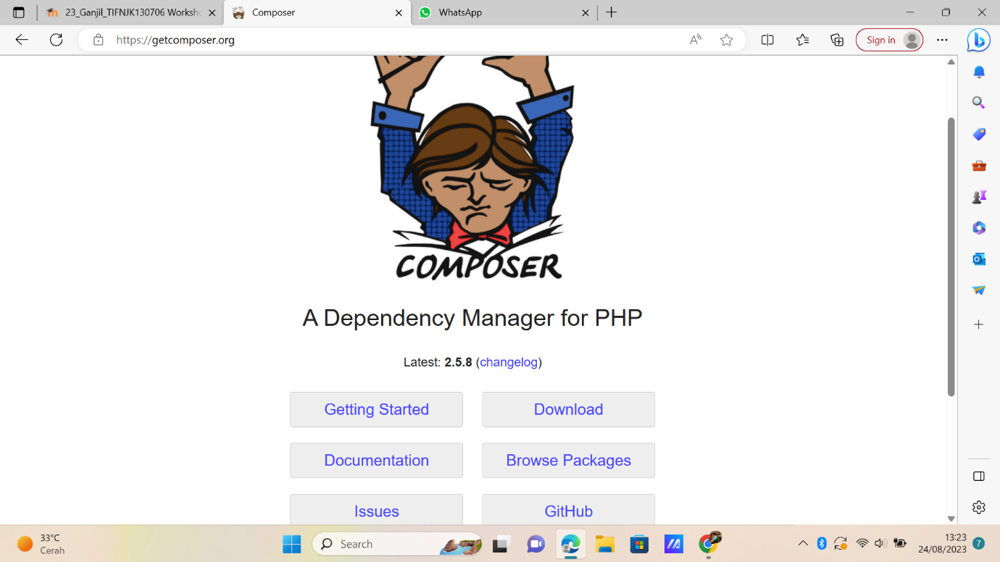 23_Ganjil_TIFNJK130706 Worksho
Composer
WhatsApp
https://getcomposer.org
Sign in
COMPOSER
A Dependency Manager for PHP
Latest: 2.5.8 (changelog)
Getting Started
Download
Documentation
Browse Packages
Issues
GitHub
33°C
Cerah
Search
13:23
24/08/2023
7